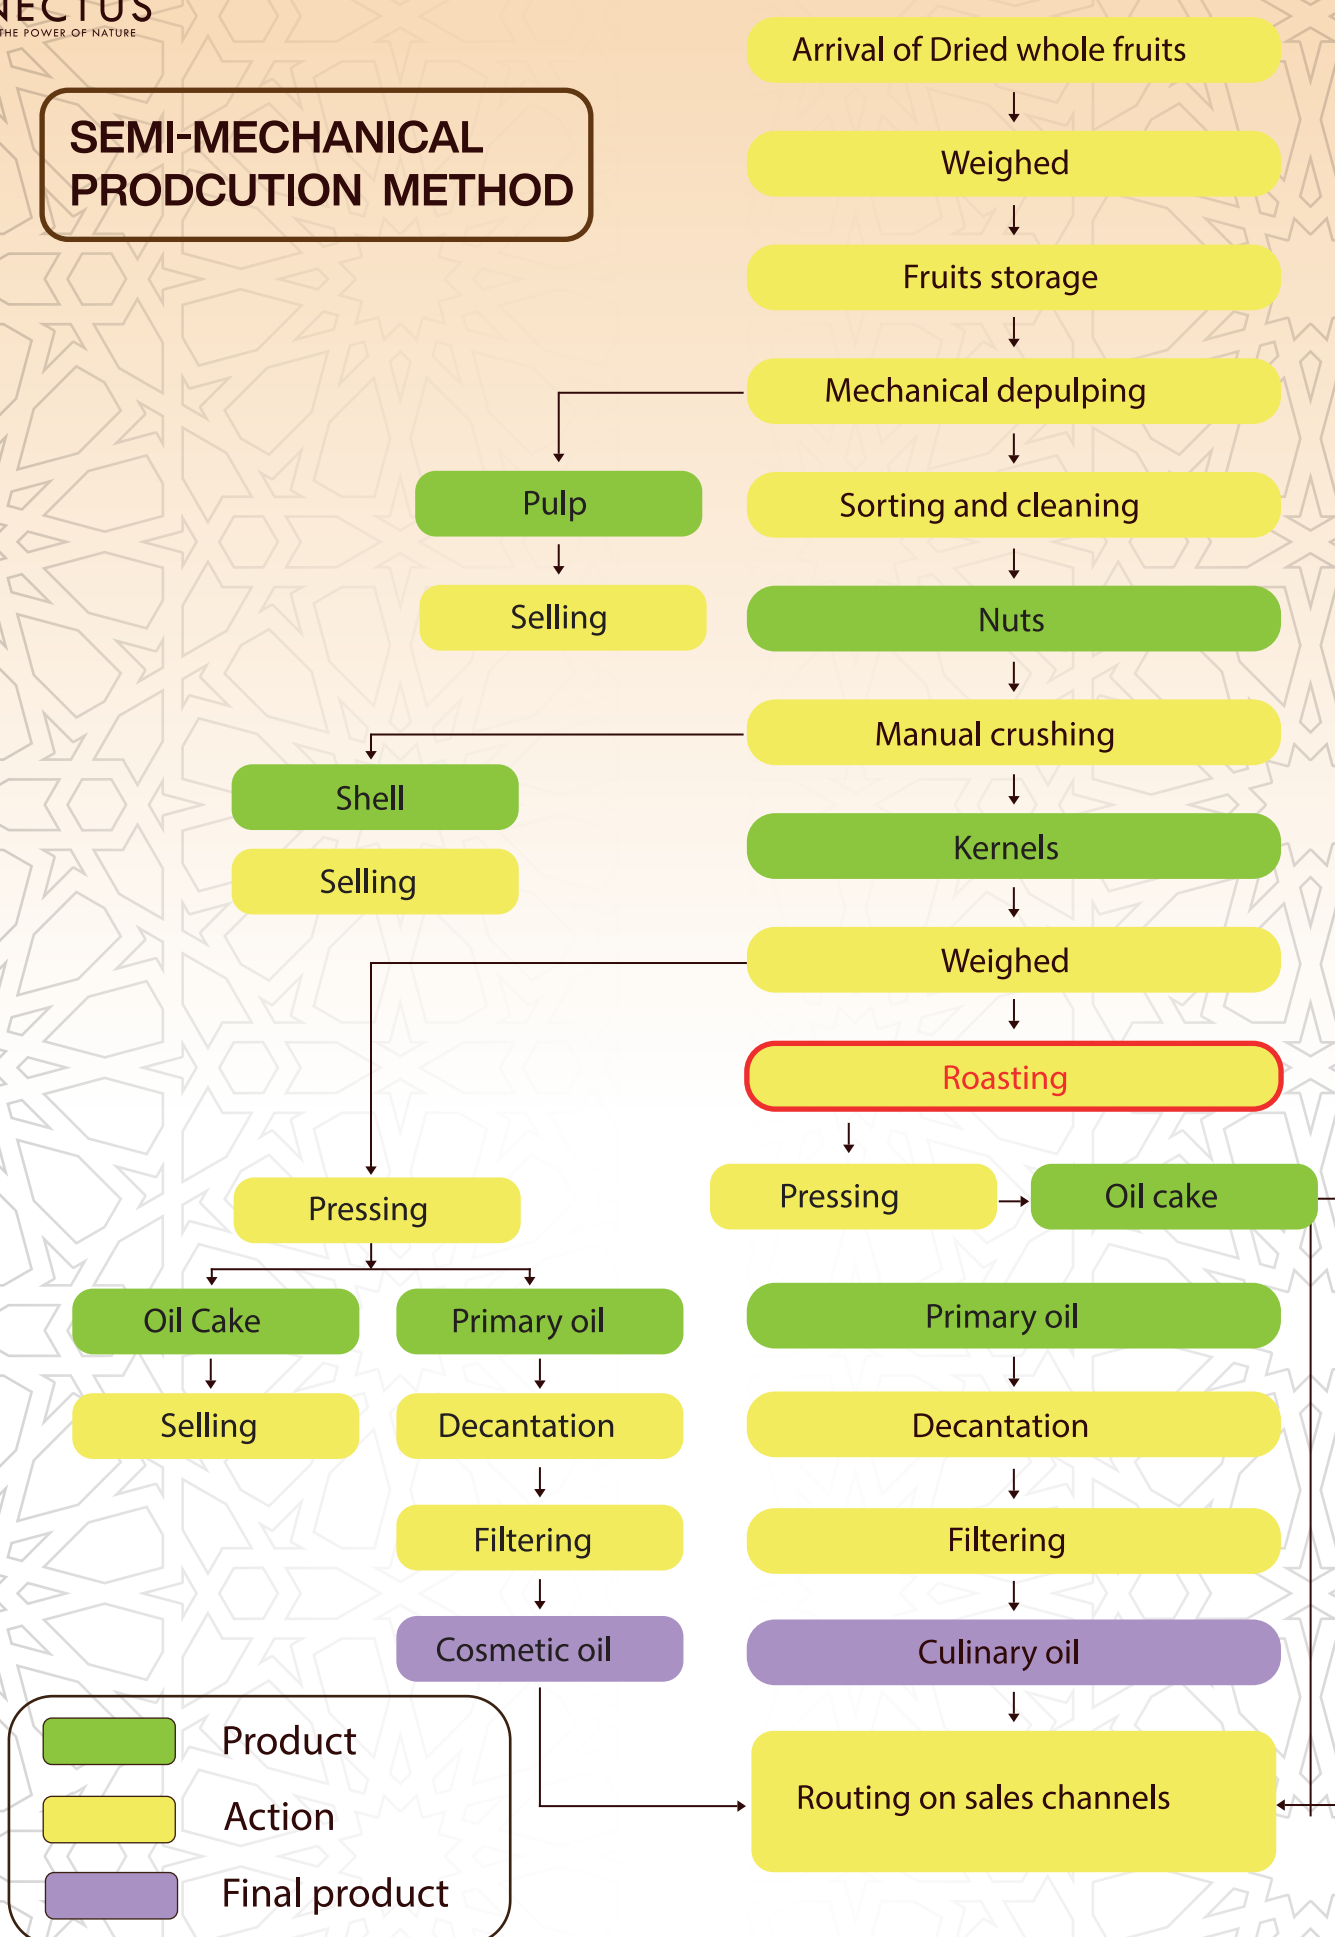 THE POWER OF NATURE
SEMI-MECHANICAL
PRODCUTION METHOD
Arrival of Dried whole fruits
Weighed
Fruits storage
Mechanical depulping
Pulp
Sorting and cleaning
Selling
Nuts
Manual crushing
Shell
Kernels
Selling
Weighed
Roasting
Pressing
Pressing
Oil cake
Oil Cake
Primary oil
Primary oil
Selling
Decantation
Decantation
Filtering
Filtering
Cosmetic oil
Culinary oil
Routing on sales channels
Product
Action
Final product